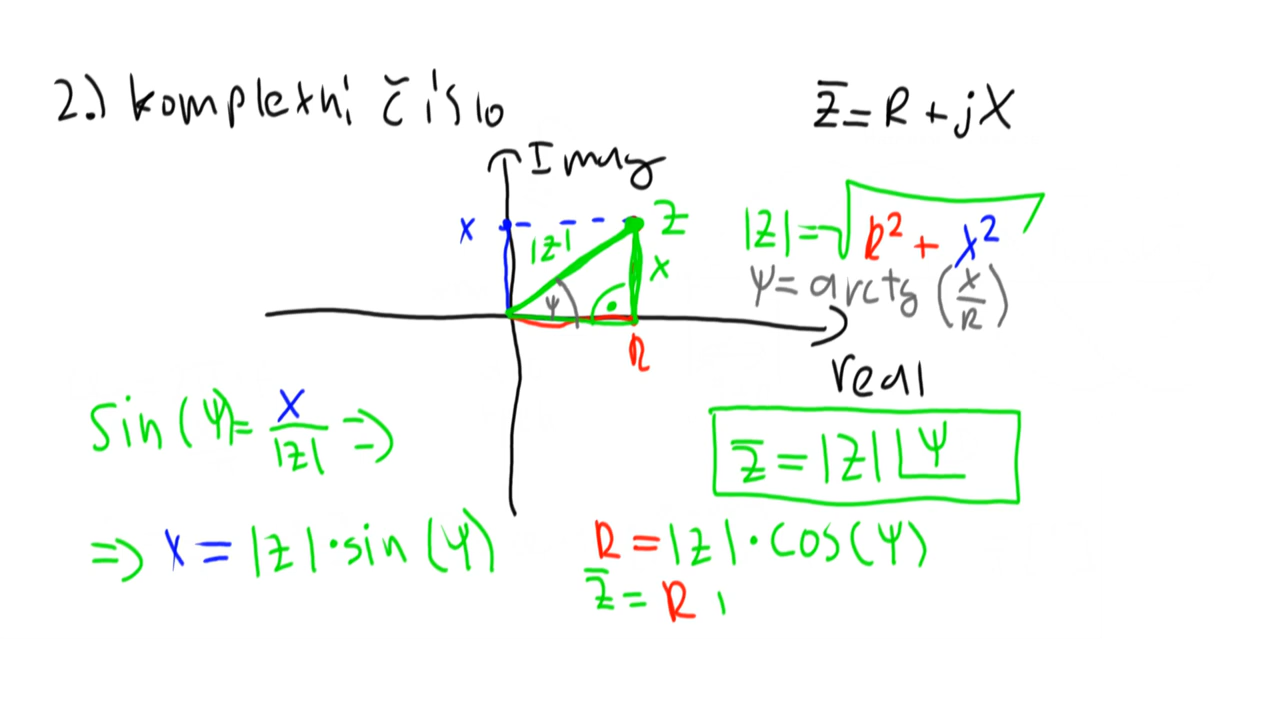 2.) komplexní číslo
Z̅ = R + jX
Imag
x
|Z|
Z
x
ψ
R
real
|Z| = √(R² + X²)
ψ = arctg (X/R)
sin(ψ) = X/|Z| =>
Z̅ = |Z| ∠ψ
=> X = |Z| · sin(ψ)
R = |Z| · cos(ψ)
Z̅ = R